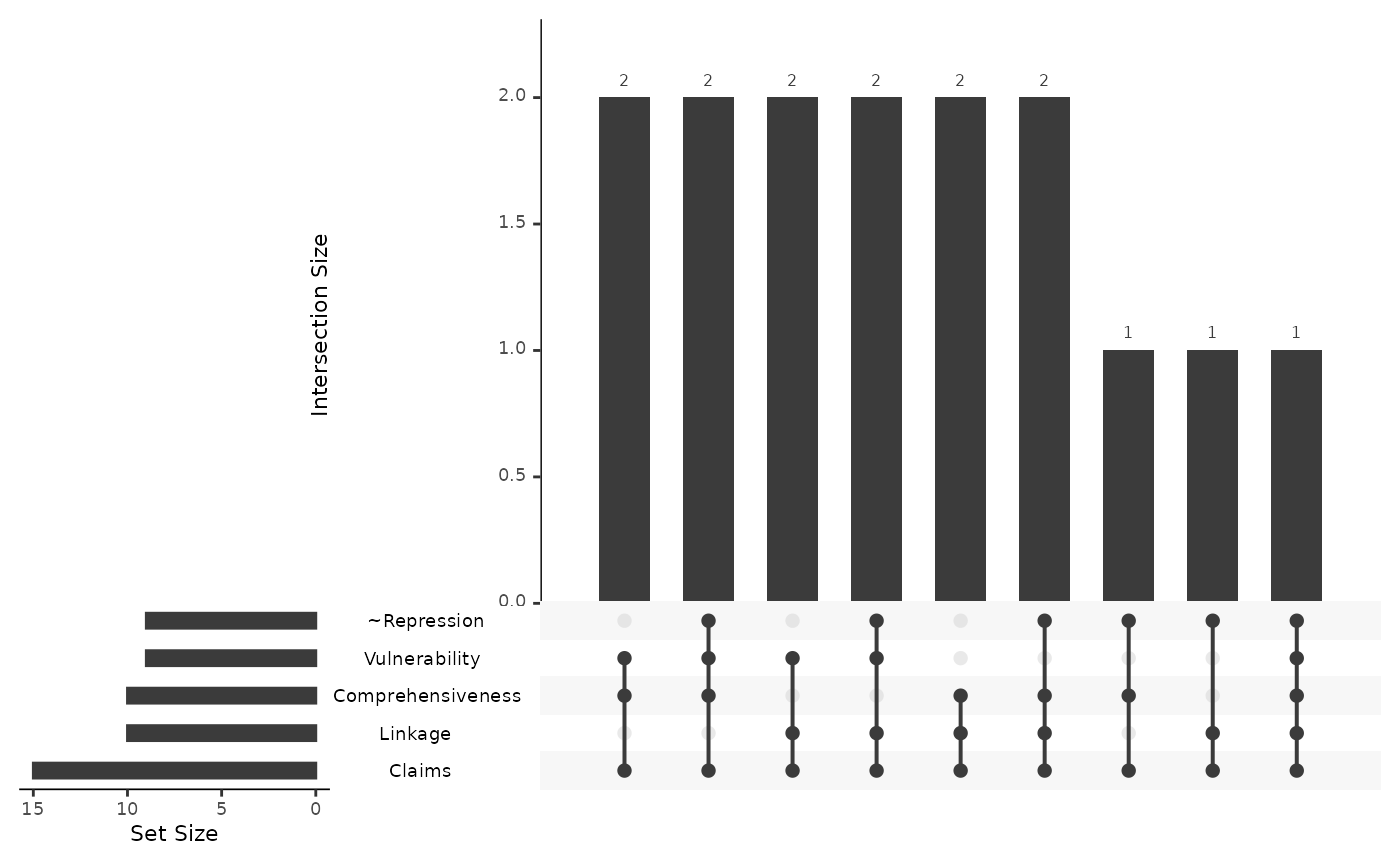 2 2 2 2 2 2
2.0
1.5
1 1 1
1.0
0.5
0.0
Intersection Size
~Repression
Vulnerability
Comprehensiveness
Linkage
Claims
15 10 5 0
Set Size